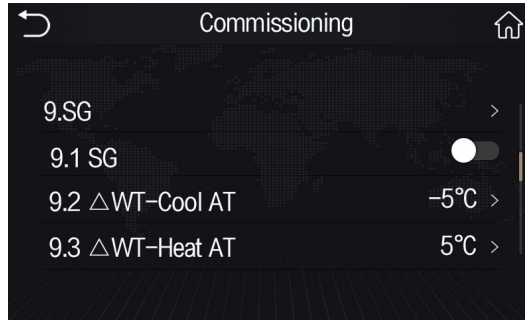 Commissioning
9.SG
9.1 SG
9.2 △WT-Cool AT -5℃
9.3 △WT-Heat AT 5℃